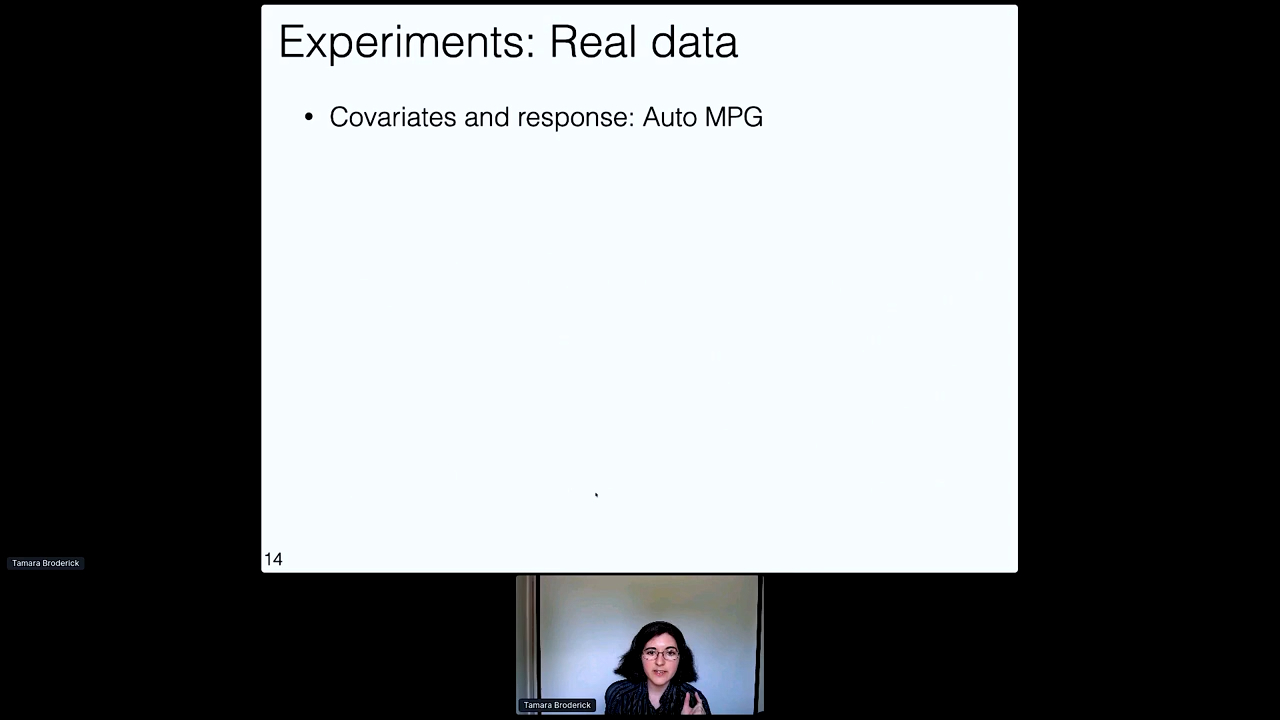 Experiments: Real data
• Covariates and response: Auto MPG
14
Tamara Broderick
Tamara Broderick